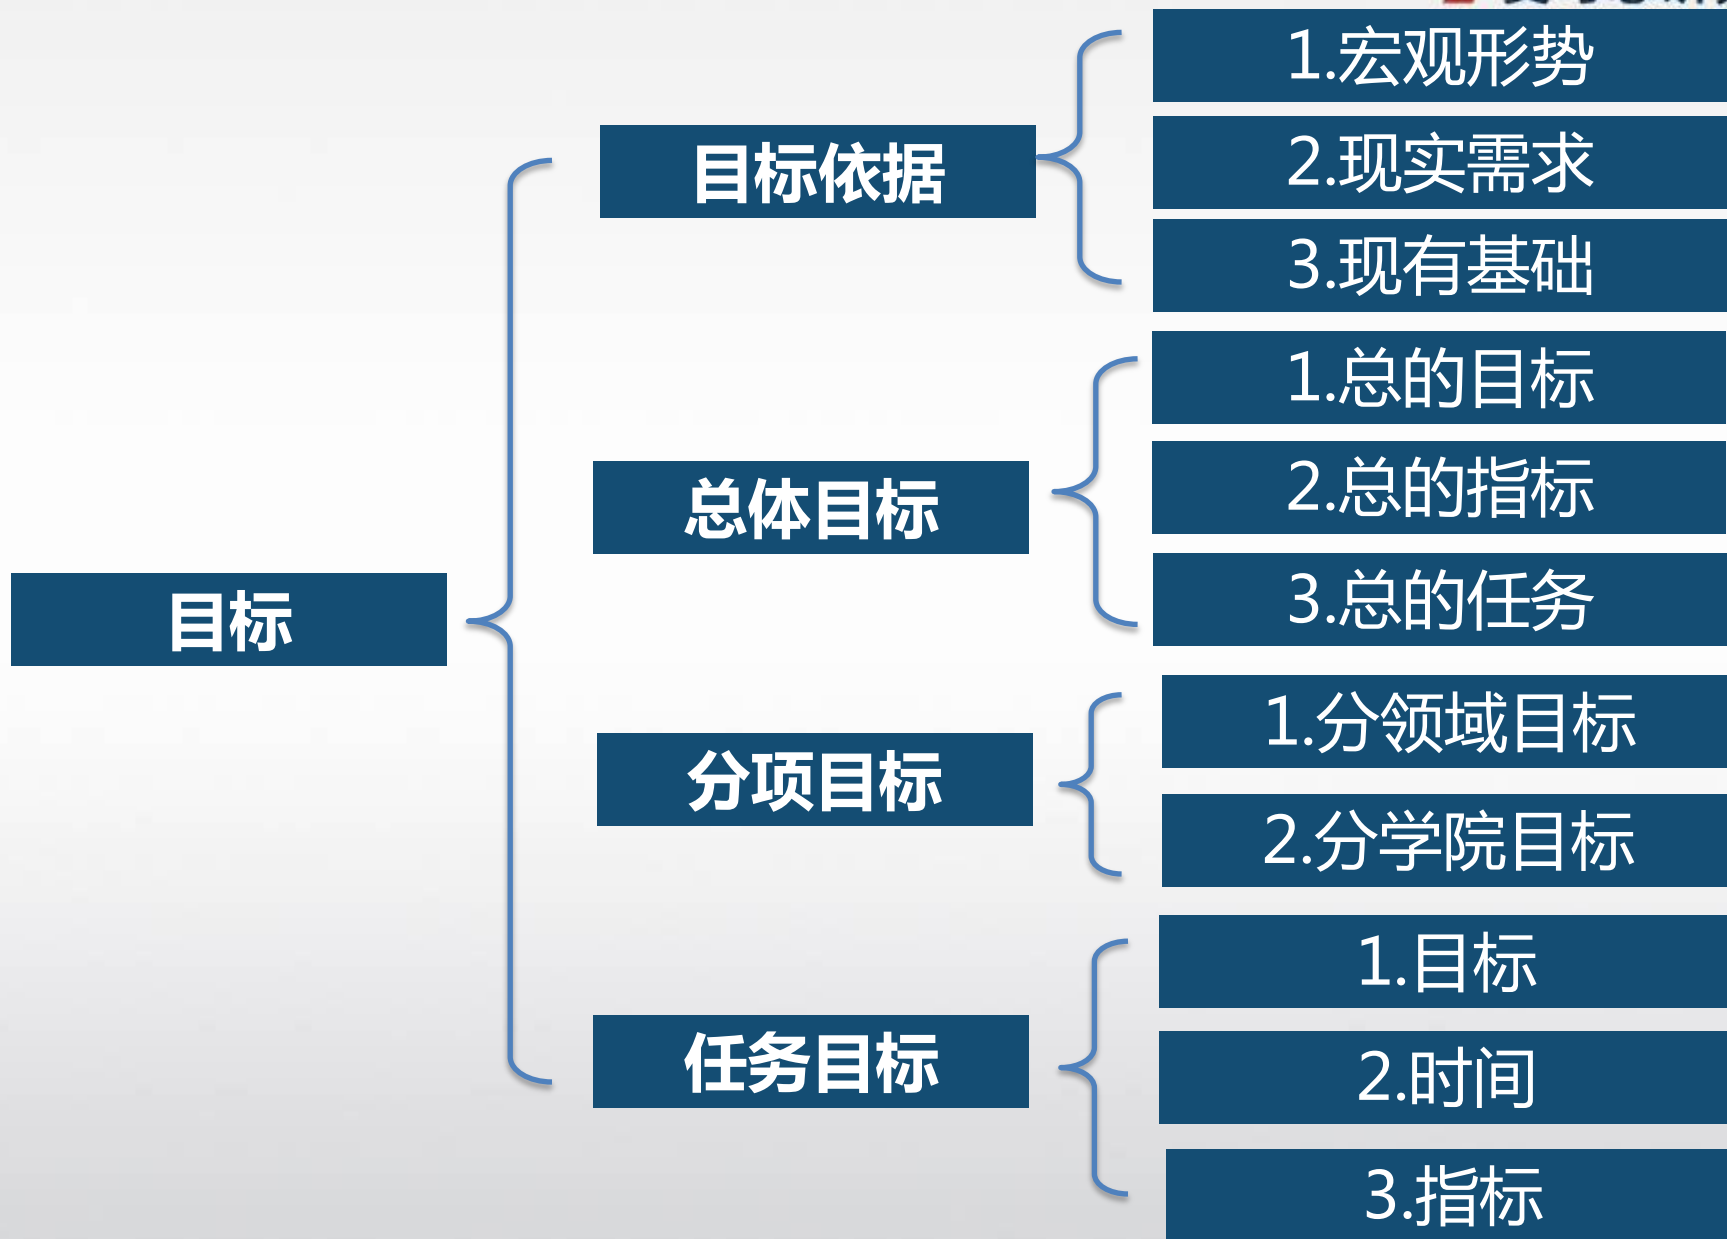 目标
目标依据
1.宏观形势
2.现实需求
3.现有基础
总体目标
1.总的目标
2.总的指标
3.总的任务
分项目标
1.分领域目标
2.分学院目标
任务目标
1.目标
2.时间
3.指标